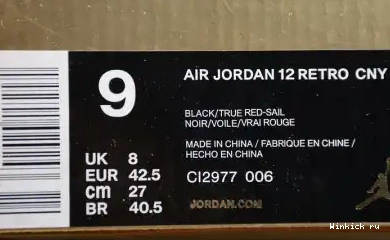 9
AIR JORDAN 12 RETRO CNY
BLACK/TRUE RED-SAIL
NOIR/VOILE/VRAI ROUGE
MADE IN CHINA / FABRIQUE EN CHINE /
HECHO EN CHINA
UK 8
EUR 42.5
cm 27
BR 40.5
CI2977 006
JORDAN.COM
Winkick ru